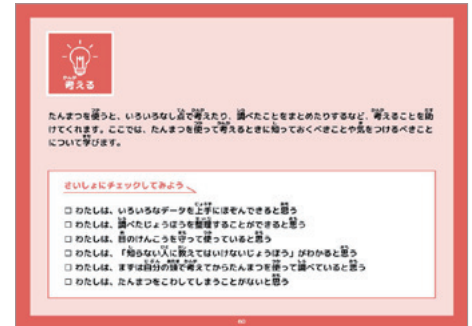 考える
たんまつを使うと、いろいろなし点で考えたり、調べたことをまとめたりするなど、考えることを助
けてくれます。ここでは、たんまつを使って考えるときに知っておくべきことや気をつけるべきこと
について学びます。
さいしょにチェックしてみよう
□ わたしは、いろいろなデータを上手にほぞんできると思う
□ わたしは、調べたじょうほうを整理することができると思う
□ わたしは、目のけんこうを守って使っていると思う
□ わたしは、「知らない人に教えてはいけないじょうほう」がわかると思う
□ わたしは、まずは自分の頭で考えてからたんまつを使って調べていると思う
□ わたしは、たんまつをこわしてしまうことがないと思う